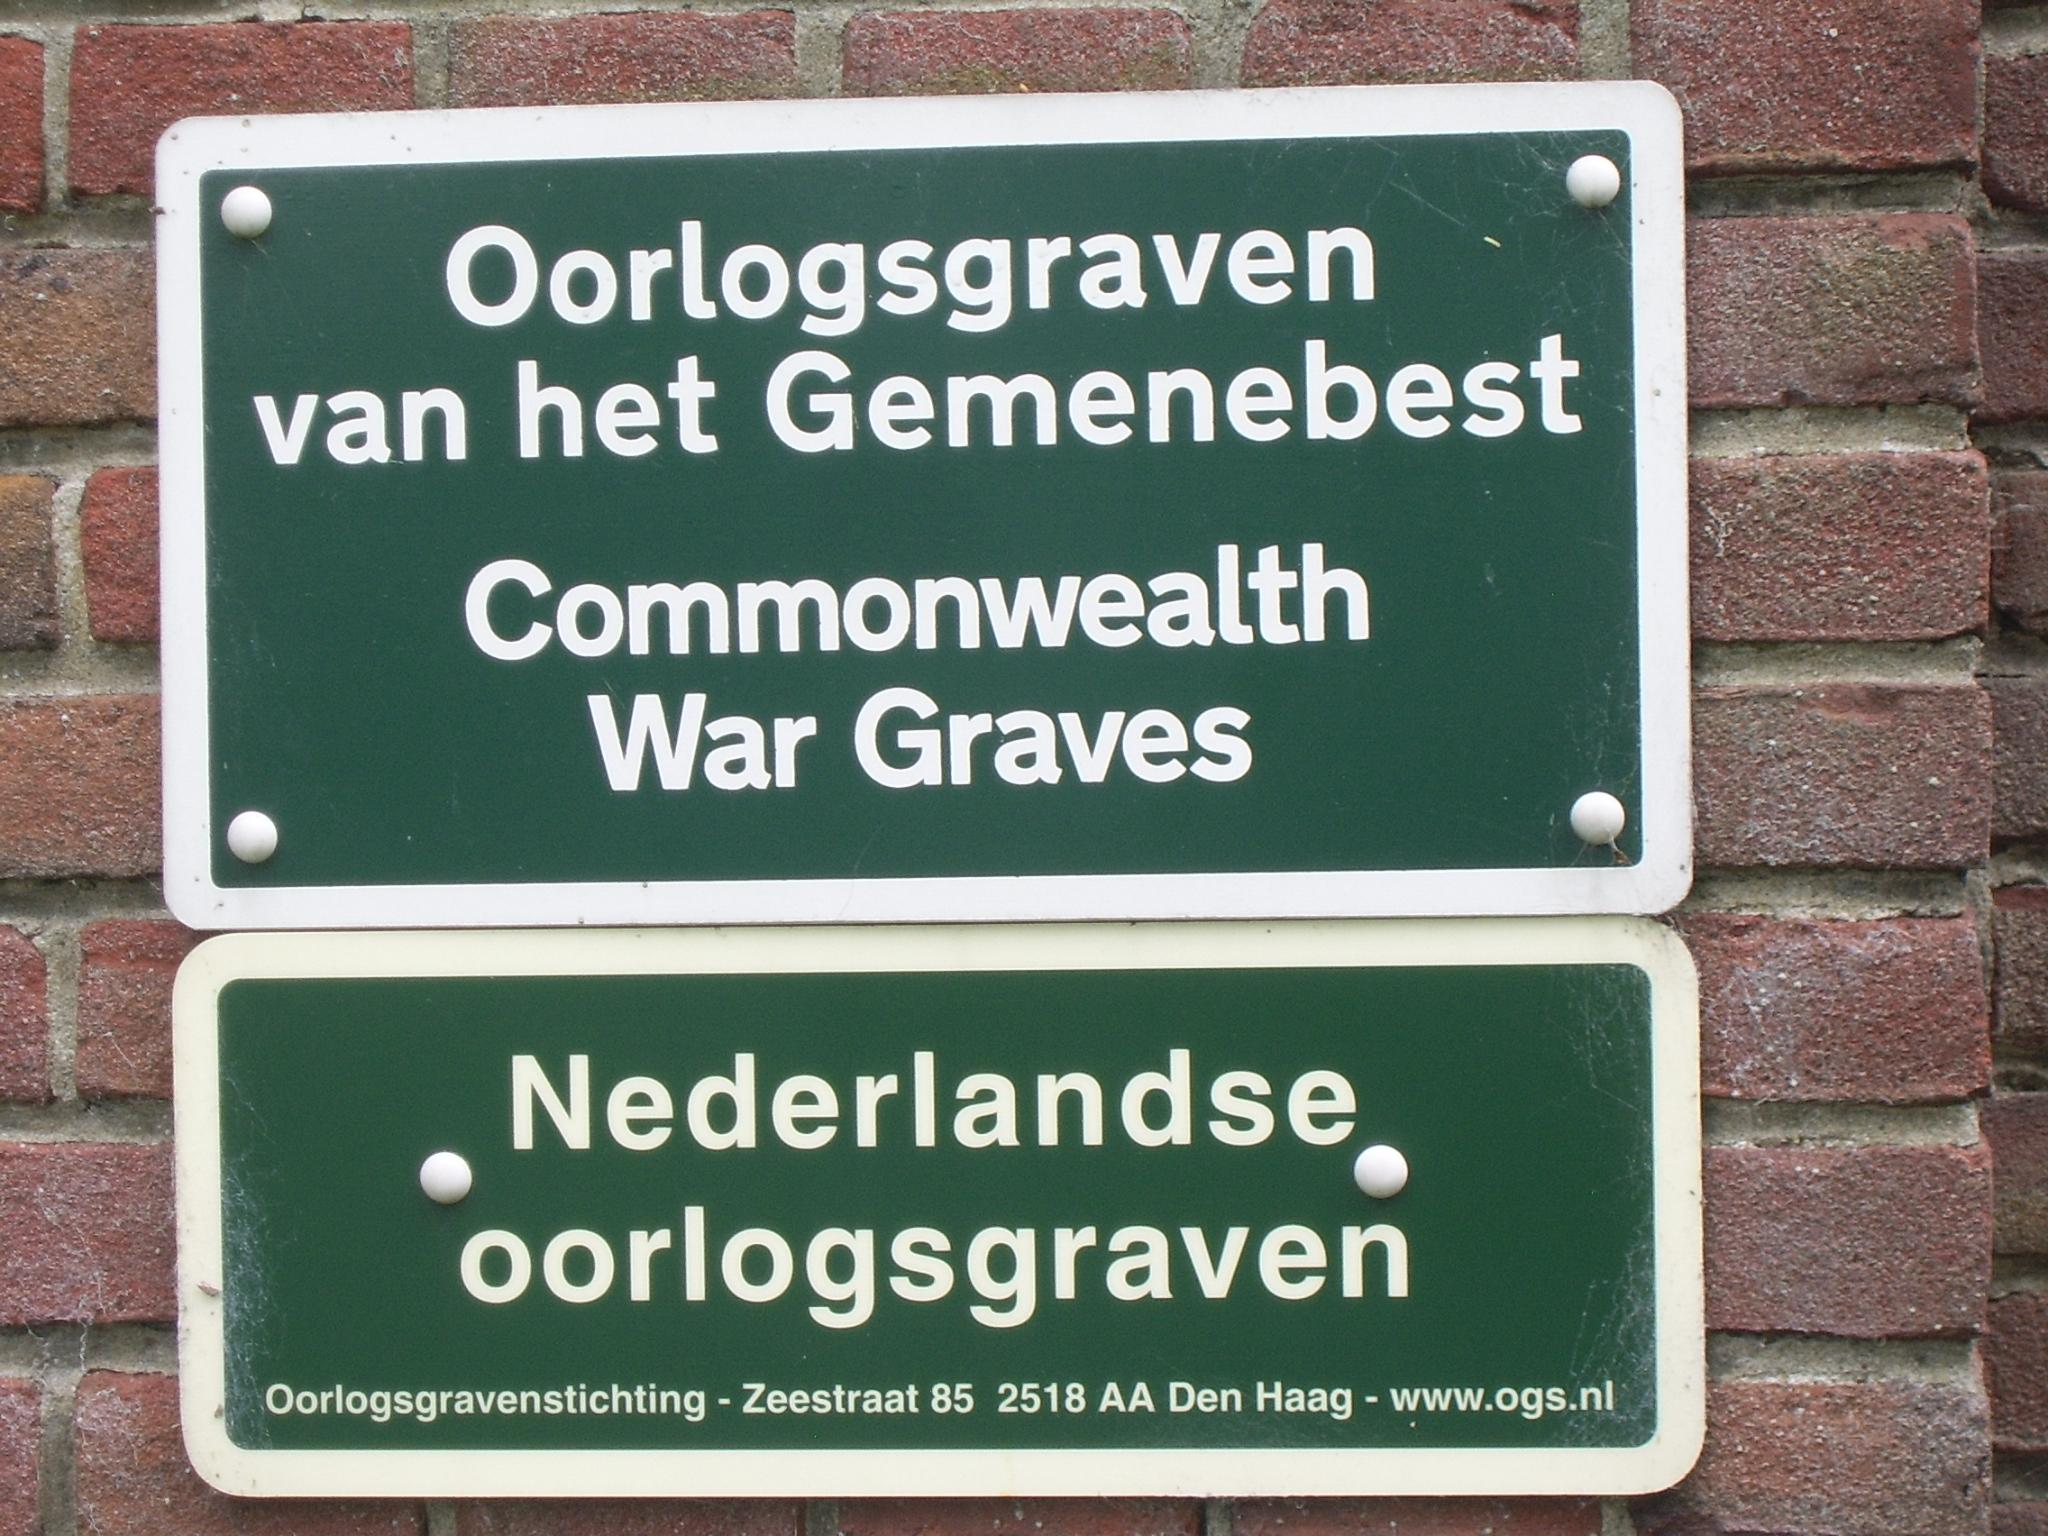 Oorlogsgraven
van het Gemenebest
Commonwealth
War Graves
Nederlandse
oorlogsgraven
Oorlogsgravenstichting - Zeestraat 85 2518 AA Den Haag - www.ogs.nl